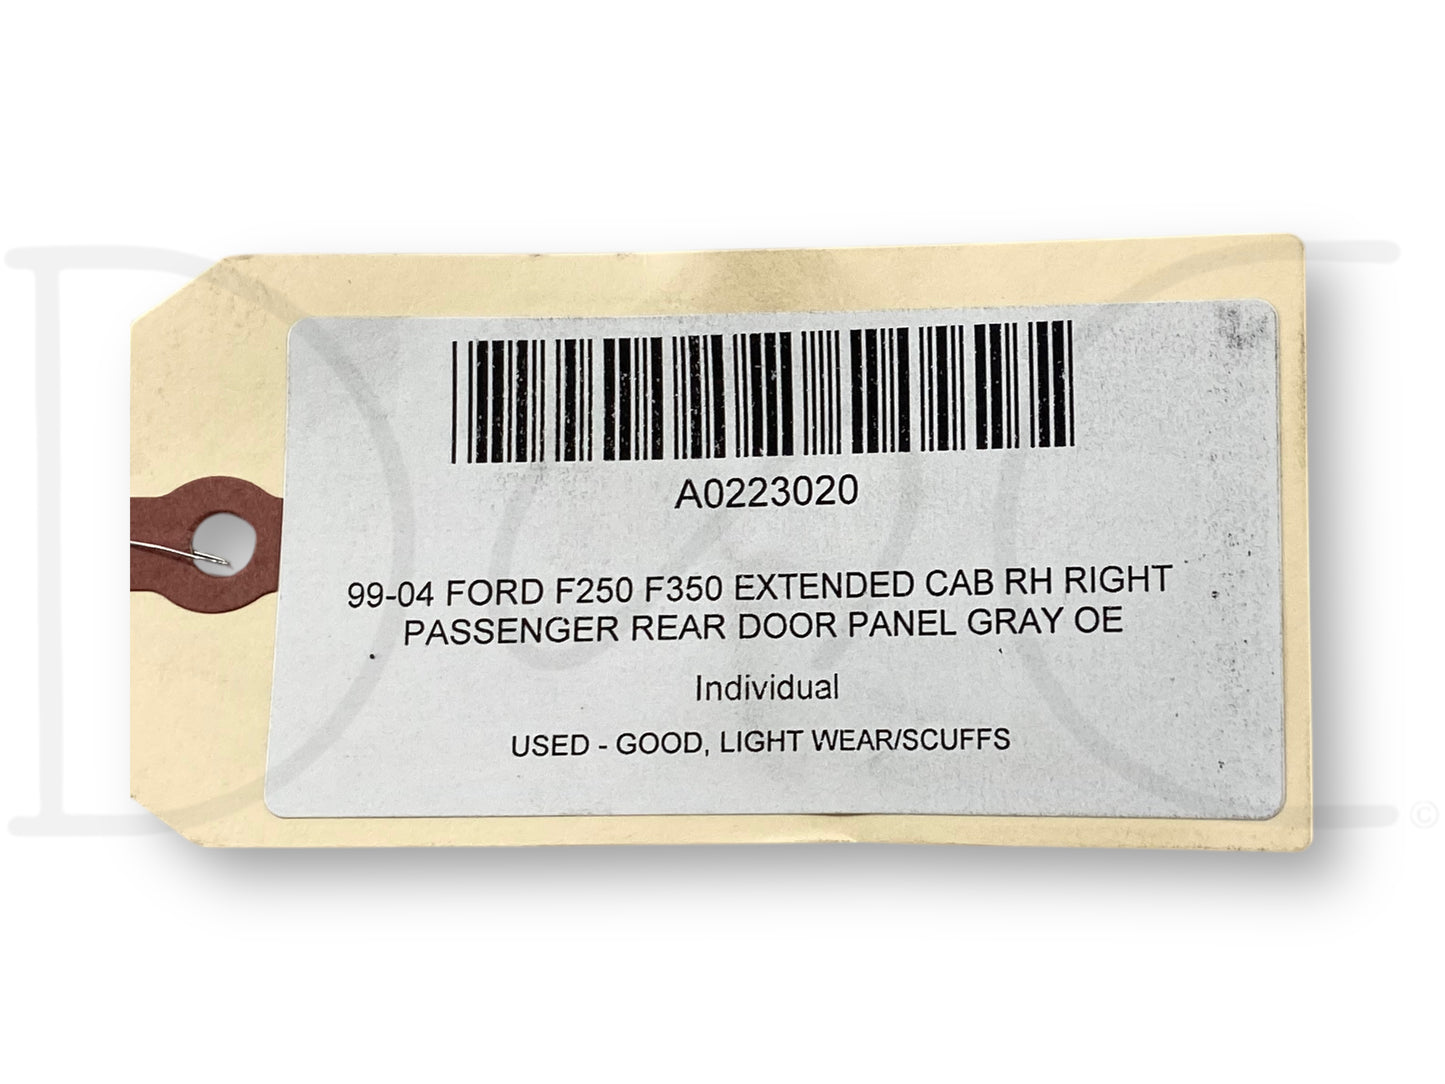 A0223020
99-04 FORD F250 F350 EXTENDED CAB RH RIGHT
PASSENGER REAR DOOR PANEL GRAY OE
Individual
USED - GOOD, LIGHT WEAR/SCUFFS
©